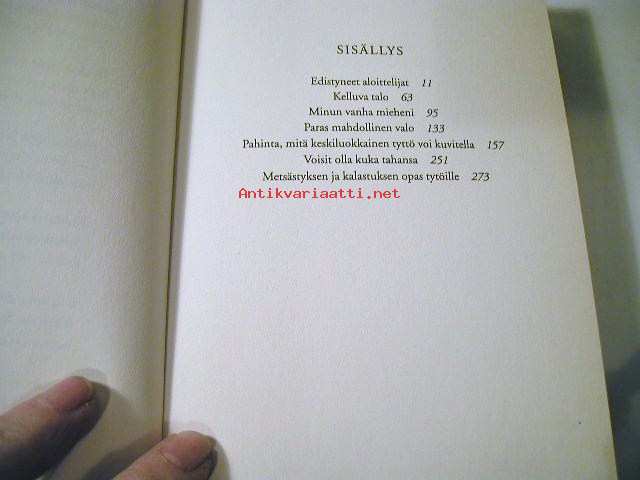 SISÄLLYS
Edistyneet aloittelijat 11
Kelluva talo 63
Minun vanha mieheni 95
Paras mahdollinen valo 133
Pahinta, mitä keskiluokkainen tyttö voi kuvitella 157
Voisit olla kuka tahansa 251
Metsästyksen ja kalastuksen opas tytöille 273
Antikvariaatti.net